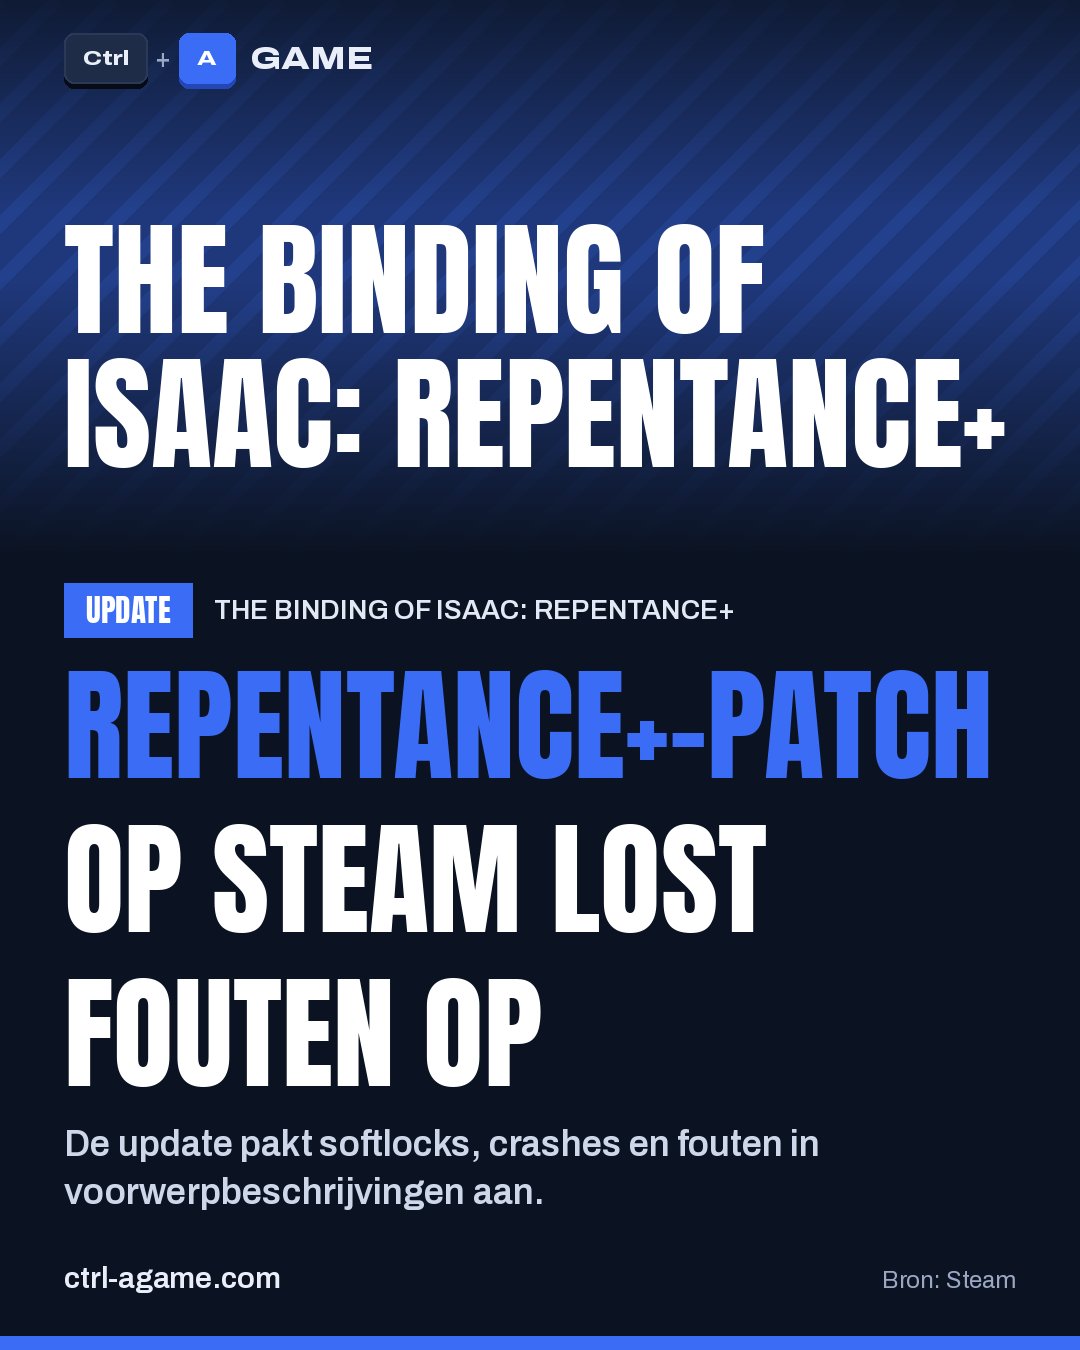 Ctrl + A GAME
THE BINDING OF
ISAAC: REPENTANCE+
UPDATE THE BINDING OF ISAAC: REPENTANCE+
REPENTANCE+-PATCH
OP STEAM LOST
FOUTEN OP
De update pakt softlocks, crashes en fouten in
voorwerpbeschrijvingen aan.
ctrl-agame.com Bron: Steam